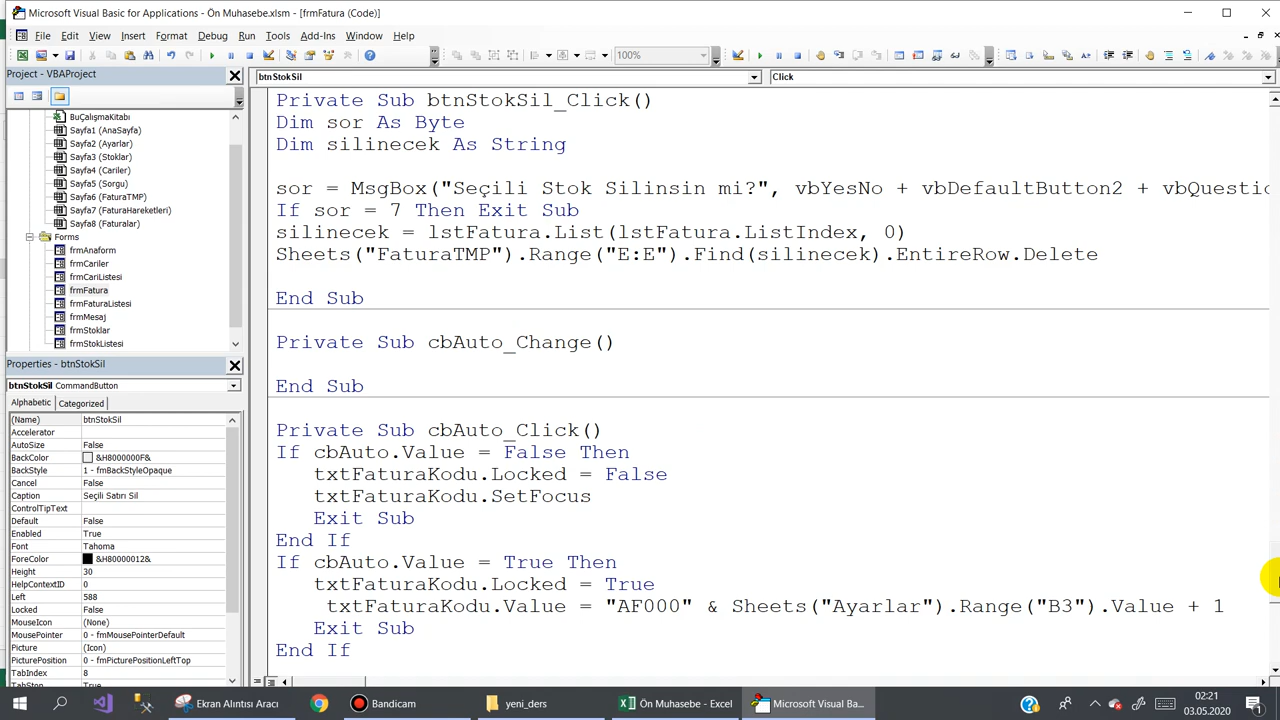 Microsoft Visual Basic for Applications - Ön Muhasebe.xlsm - [frmFatura (Code)]
File Edit View Insert Format Debug Run Tools Add-Ins Window Help
100%
Project - VBAProject
BuÇalışmaKitabı
Sayfa1 (AnaSayfa)
Sayfa2 (Ayarlar)
Sayfa3 (Stoklar)
Sayfa4 (Cariler)
Sayfa5 (Sorgu)
Sayfa6 (FaturaTMP)
Sayfa7 (FaturaHareketleri)
Sayfa8 (Faturalar)
Forms
frmAnaform
frmCariler
frmCariListesi
frmFatura
frmFaturaListesi
frmMesaj
frmStoklar
frmStokListesi
Properties - btnStokSil
btnStokSil CommandButton
Alphabetic Categorized
(Name) btnStokSil
Accelerator
AutoSize False
BackColor &H8000000F&
BackStyle 1 - fmBackStyleOpaque
Cancel False
Caption Seçili Satırı Sil
ControlTipText
Default False
Enabled True
Font Tahoma
ForeColor &H80000012&
Height 30
HelpContextID 0
Left 588
Locked False
MouseIcon (None)
MousePointer 0 - fmMousePointerDefault
Picture (Icon)
PicturePosition 0 - fmPicturePositionLeftTop
TabIndex 8
TabStop True
btnStokSil Click
Private Sub btnStokSil_Click()
Dim sor As Byte
Dim silinecek As String
sor = MsgBox("Seçili Stok Silinsin mi?", vbYesNo + vbDefaultButton2 + vbQuestio
If sor = 7 Then Exit Sub
silinecek = lstFatura.List(lstFatura.ListIndex, 0)
Sheets("FaturaTMP").Range("E:E").Find(silinecek).EntireRow.Delete
End Sub
Private Sub cbAuto_Change()
End Sub
Private Sub cbAuto_Click()
If cbAuto.Value = False Then
txtFaturaKodu.Locked = False
txtFaturaKodu.SetFocus
Exit Sub
End If
If cbAuto.Value = True Then
txtFaturaKodu.Locked = True
txtFaturaKodu.Value = "AF000" & Sheets("Ayarlar").Range("B3").Value + 1
Exit Sub
End If
Ekran Alıntısı Aracı Bandicam yeni_ders Ön Muhasebe - Excel Microsoft Visual Ba...
02:21
03.05.2020
1